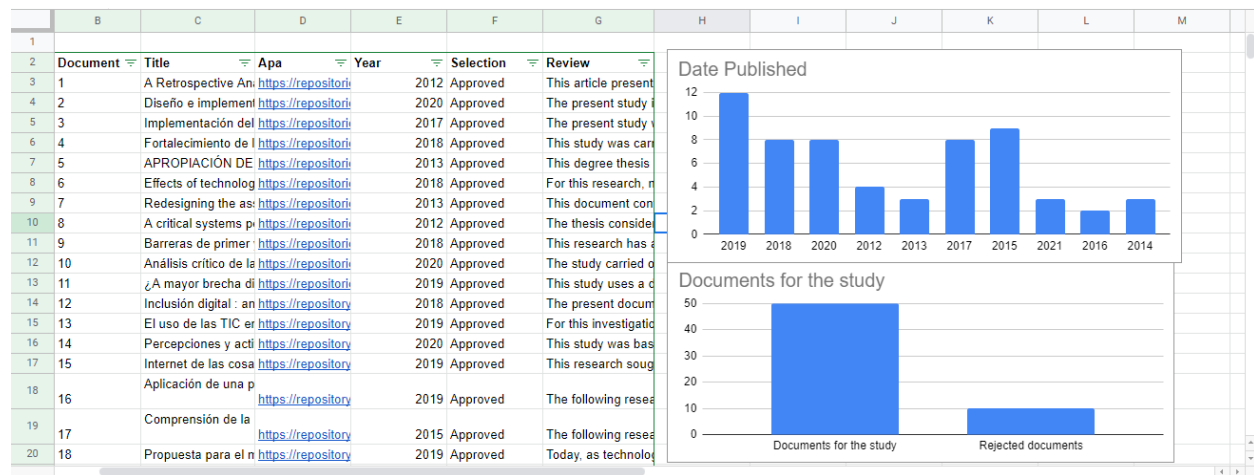 B C D E F G H I J K L M
1
2 Document Title Apa Year Selection Review
3 1 A Retrospective Ana https://repositori 2012 Approved This article present
4 2 Diseño e implement https://repositori 2020 Approved The present study i
5 3 Implementación del https://repositori 2017 Approved The present study
6 4 Fortalecimiento de l https://repositori 2018 Approved This study was carr
7 5 APROPIACIÓN DE https://repositori 2013 Approved This degree thesis
8 6 Effects of technolog https://repositori 2018 Approved For this research, n
9 7 Redesigning the as https://repositori 2013 Approved This document con
10 8 A critical systems p https://repositori 2012 Approved The thesis consider
11 9 Barreras de primer https://repositori 2018 Approved This research has a
12 10 Análisis crítico de la https://repositori 2020 Approved The study carried o
13 11 ¿A mayor brecha di https://repositori 2019 Approved This study uses a d
14 12 Inclusión digital : an https://repository 2018 Approved The present docum
15 13 El uso de las TIC en https://repository 2019 Approved For this investigatio
16 14 Percepciones y acti https://repository 2020 Approved This study was bas
17 15 Internet de las cosa https://repository 2019 Approved This research soug
18 16 Aplicación de una p https://repository 2019 Approved The following resea
19 17 Comprensión de la https://repository 2015 Approved The following resea
20 18 Propuesta para el m https://repository 2019 Approved Today, as technolog
Date Published
12
10
8
6
4
2
0
2019 2018 2020 2012 2013 2017 2015 2021 2016 2014
Documents for the study
50
40
30
20
10
0
Documents for the study Rejected documents